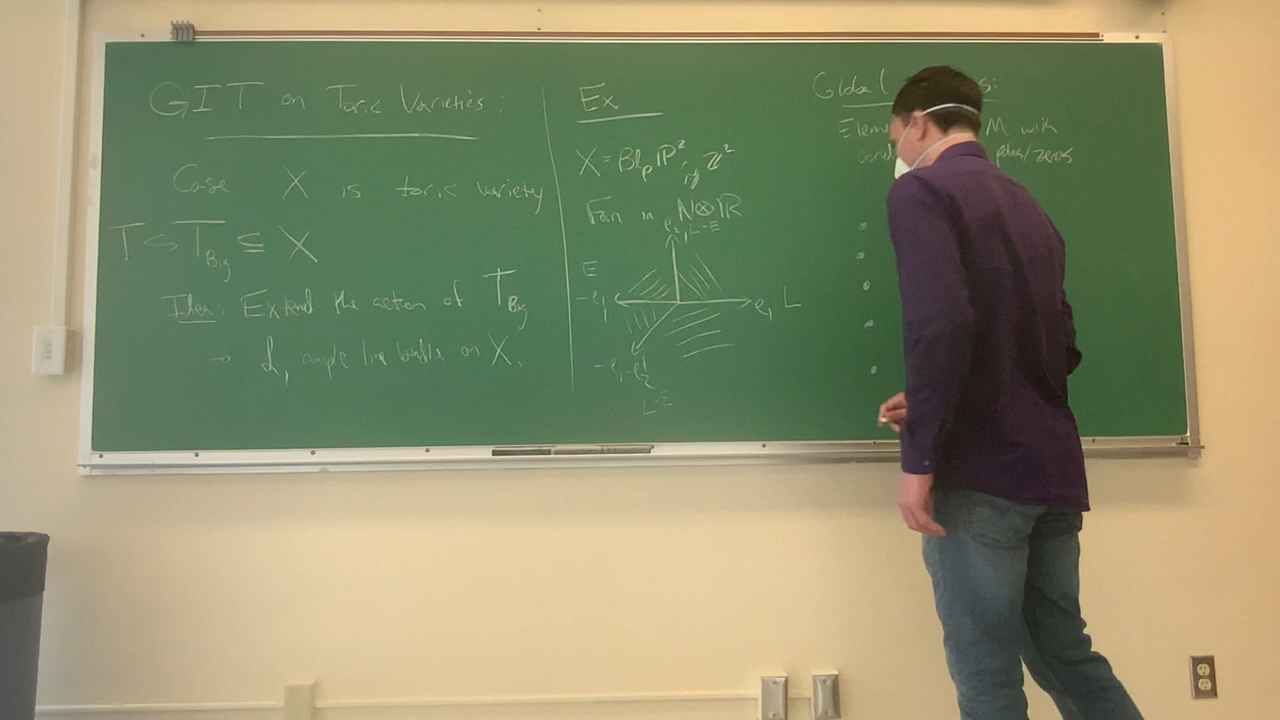 GIT on Toric Varieties:
Case X is toric variety
T ⊆ T_Big ⊆ X
Idea: Extend the action of T_Big
→ L, ample line bundle on X.
Ex
X = Bl_p P²
Fan in N⊗R
e₂, L-E
E
-e₁
e₁ L
-e₁-e₂
L-E
Global
M with
poles/zeros